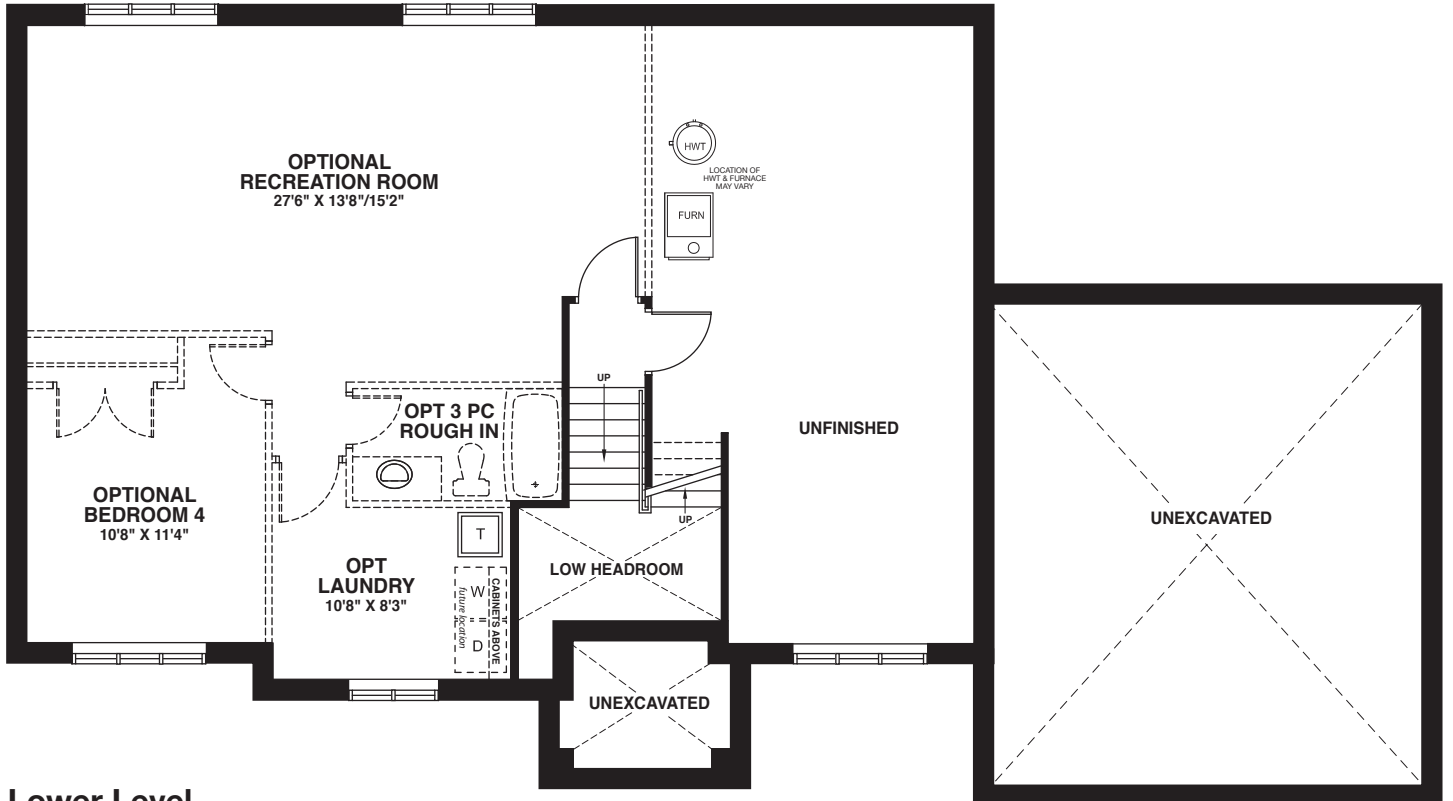 OPTIONAL
RECREATION ROOM
27'6" X 13'8"/15'2"
HWT
LOCATION OF
HWT & FURNACE
MAY VARY
FURN
UP
OPT 3 PC
ROUGH IN
UNFINISHED
OPTIONAL
BEDROOM 4
10'8" X 11'4"
UP
UNEXCAVATED
T
OPT
LAUNDRY
10'8" X 8'3"
LOW HEADROOM
W
D
future location
CABINETS ABOVE
UNEXCAVATED
Lower Level